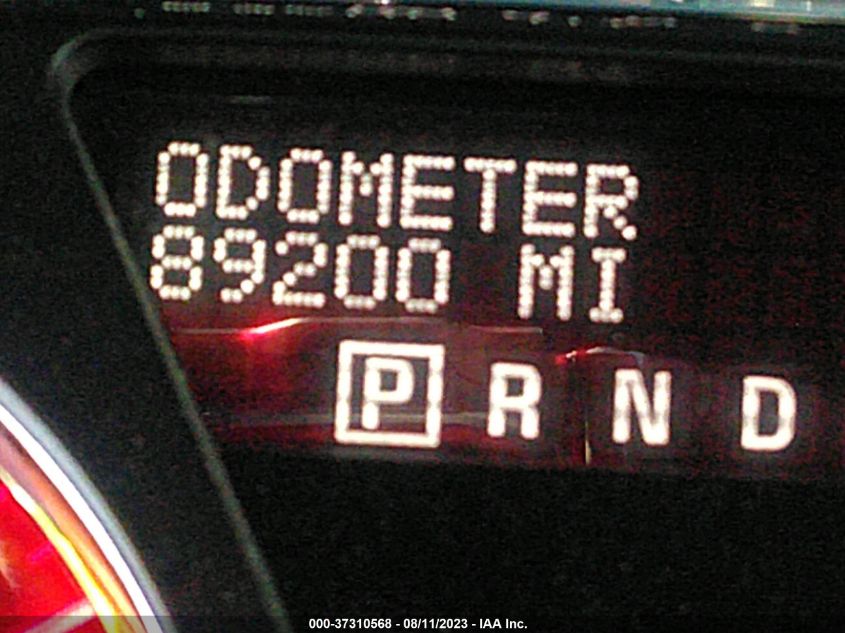 ODOMETER
89200 MI
P R N D
000-37310568 - 08/11/2023 - IAA Inc.